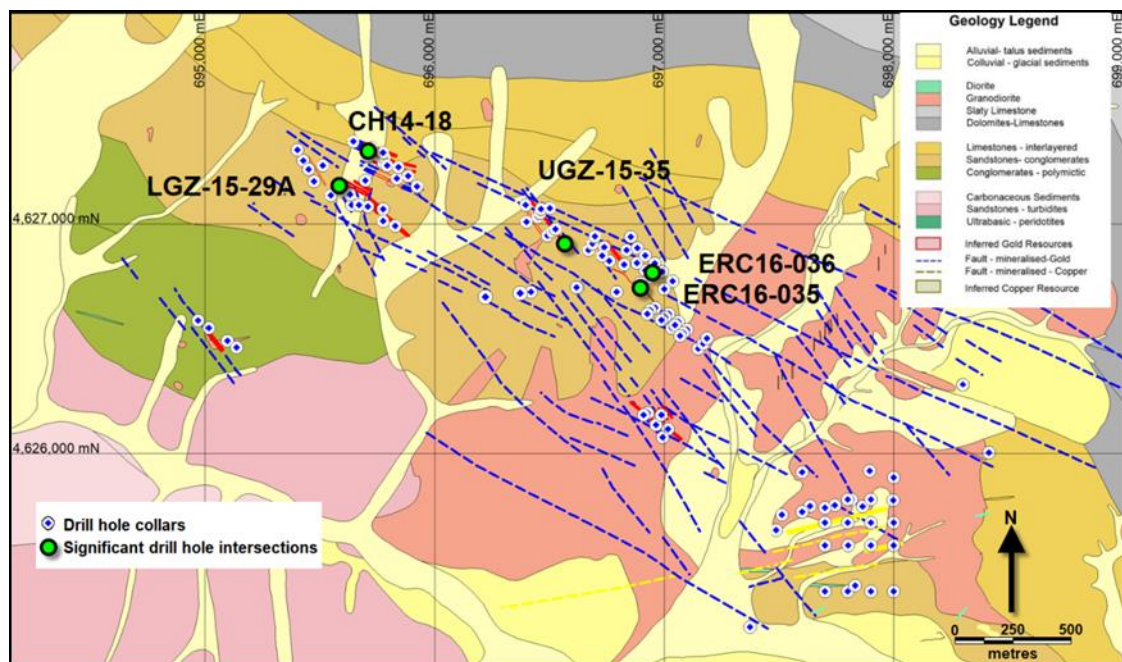 695,000 mE
696,000 mE
697,000 mE
698,000 mE
699,000 mE
Geology Legend
Alluvial- talus sediments
Colluvial - glacial sediments
Diorite
Granodiorite
Slaty Limestone
Dolomites-Limestones
Limestones - interlayered
Sandstones- conglomerates
Conglomerates - polymictic
Carbonaceous Sediments
Sandstones - turbidites
Ultrabasic - peridotites
Inferred Gold Resources
Fault - mineralised-Gold
Fault - mineralised - Copper
Inferred Copper Resource
CH14-18
UGZ-15-35
LGZ-15-29A
4,627,000 mN
ERC16-036
ERC16-035
4,626,000 mN
Drill hole collars
Significant drill hole intersections
N
0 250 500
metres